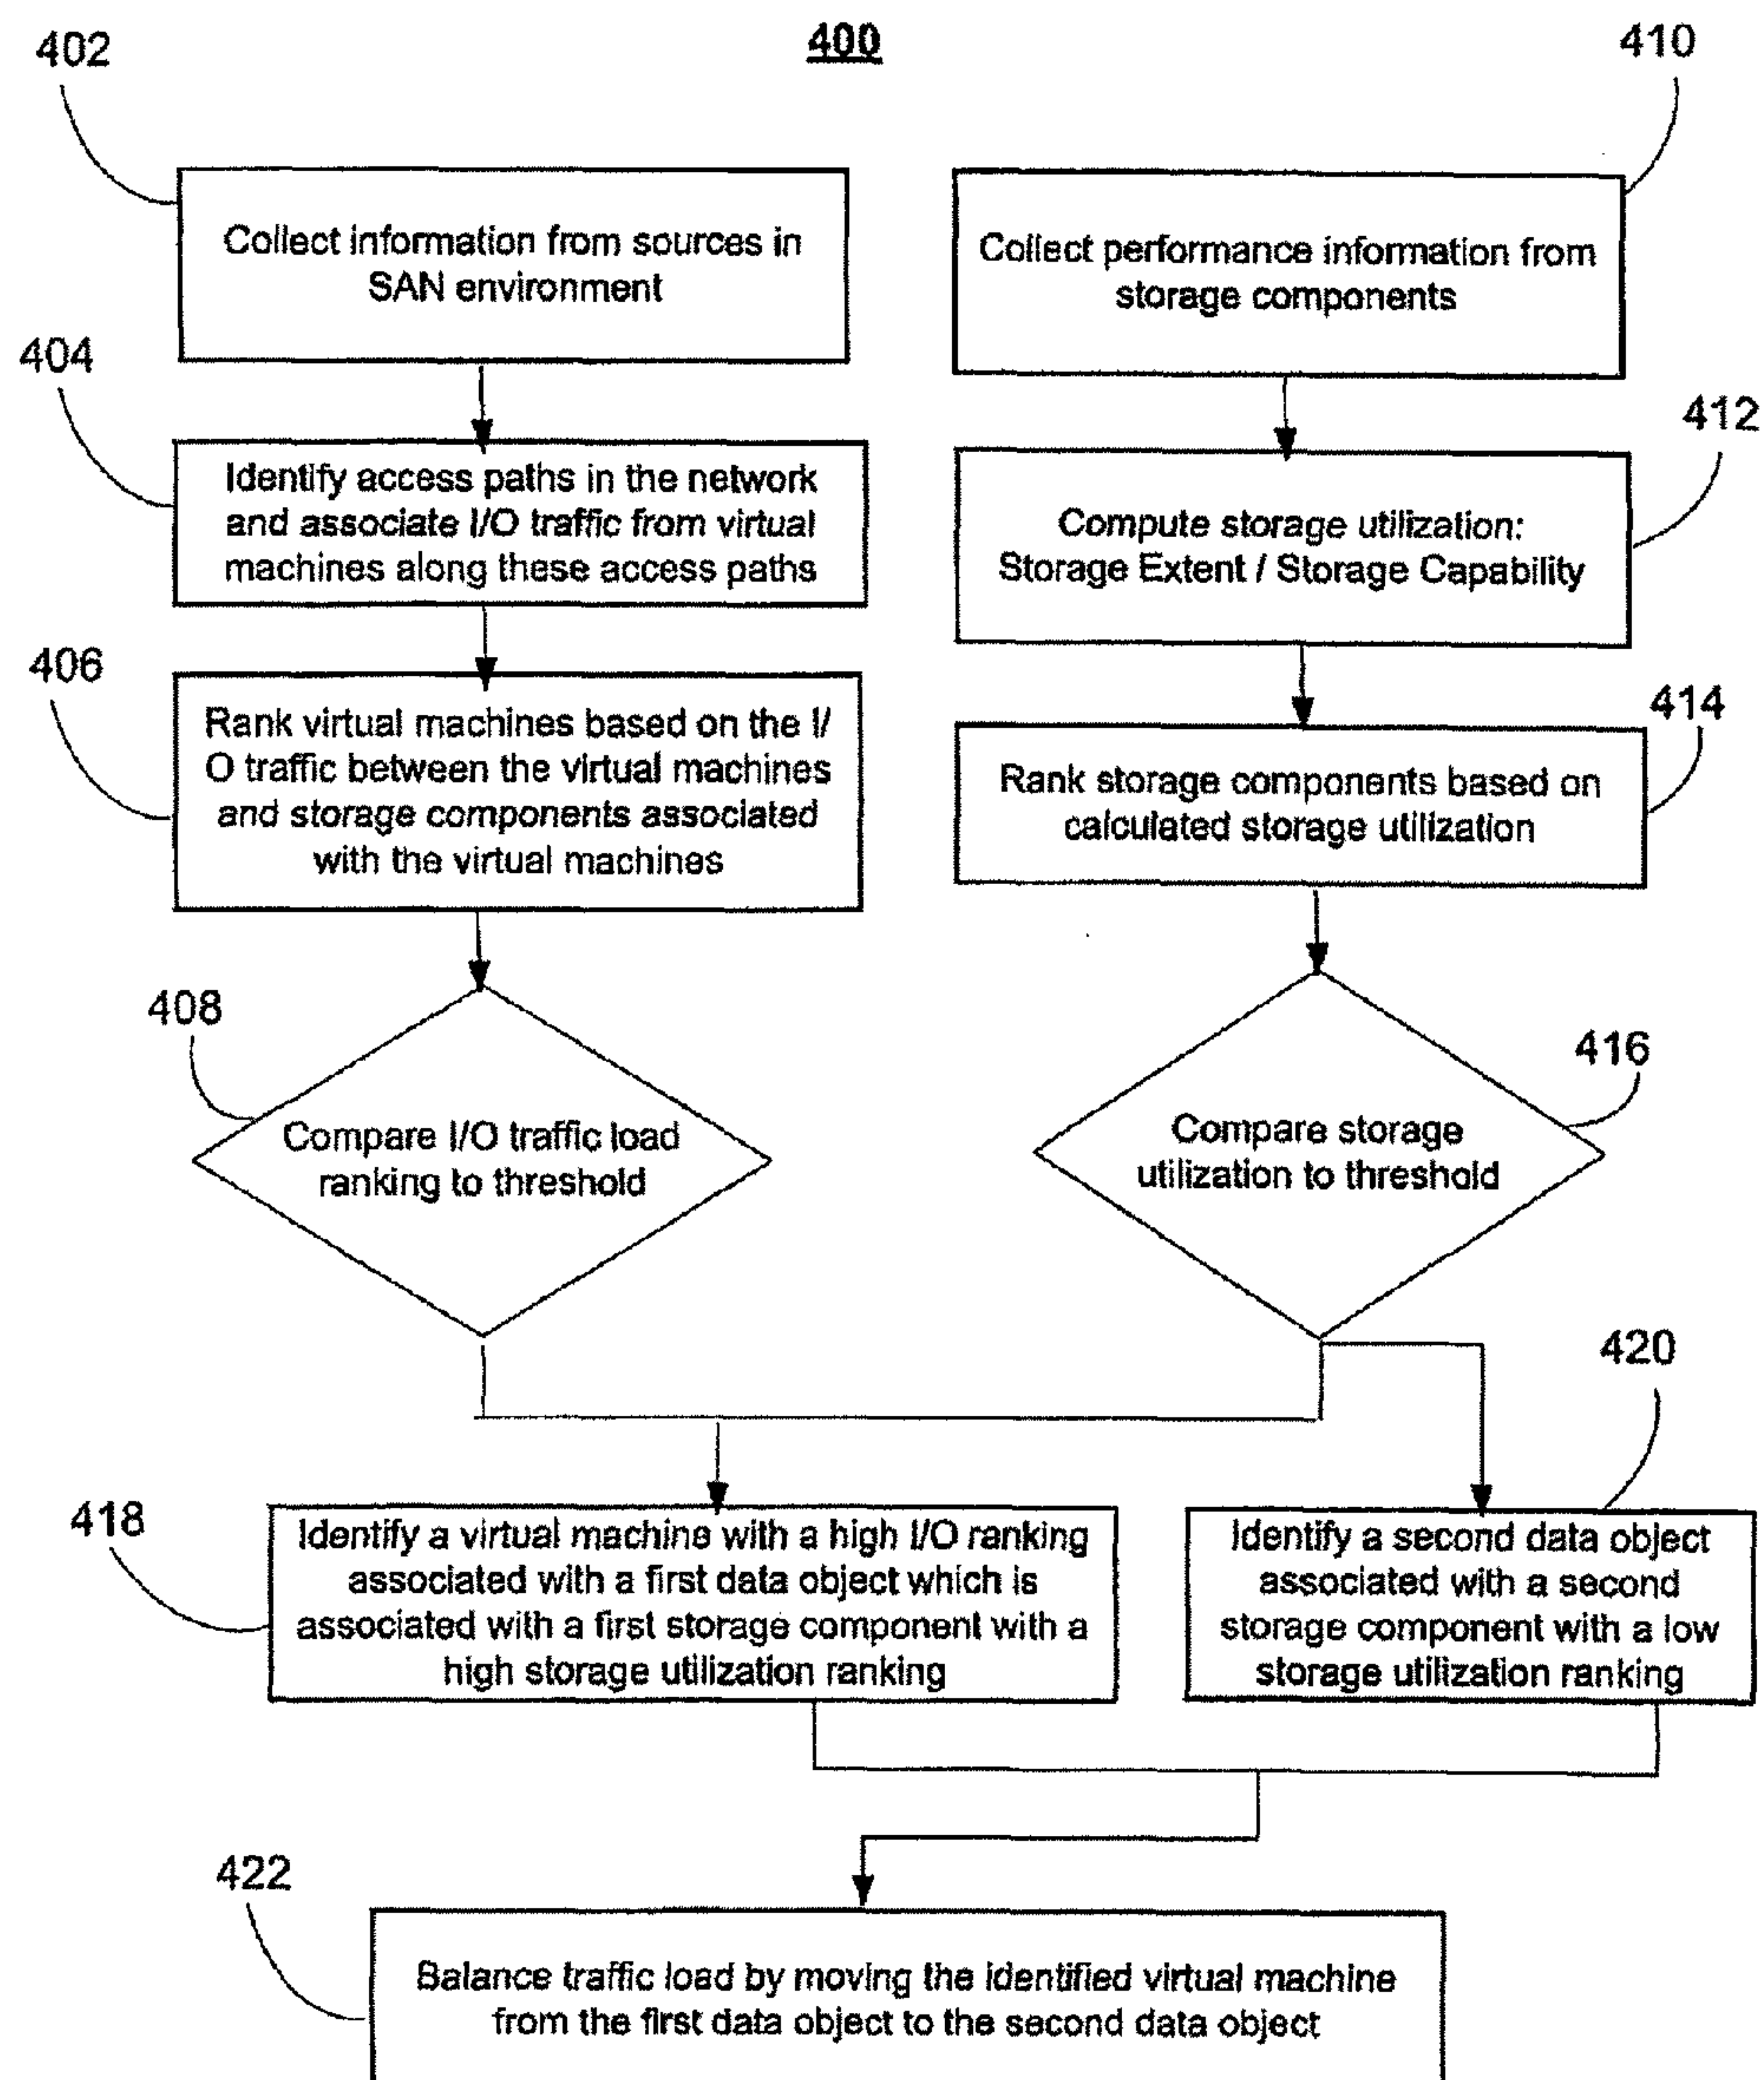 400
402
410
Collect information from sources in
SAN environment
Collect performance information from
storage components
404
412
Identify access paths in the network
and associate I/O traffic from virtual
machines along these access paths
Compute storage utilization:
Storage Extent / Storage Capability
406
414
Rank virtual machines based on the I/
O traffic between the virtual machines
and storage components associated
with the virtual machines
Rank storage components based on
calculated storage utilization
408
416
Compare I/O traffic load
ranking to threshold
Compare storage
utilization to threshold
420
418
Identify a virtual machine with a high I/O ranking
associated with a first data object which is
associated with a first storage component with a
high storage utilization ranking
Identify a second data object
associated with a second
storage component with a low
storage utilization ranking
422
Balance traffic load by moving the identified virtual machine
from the first data object to the second data object